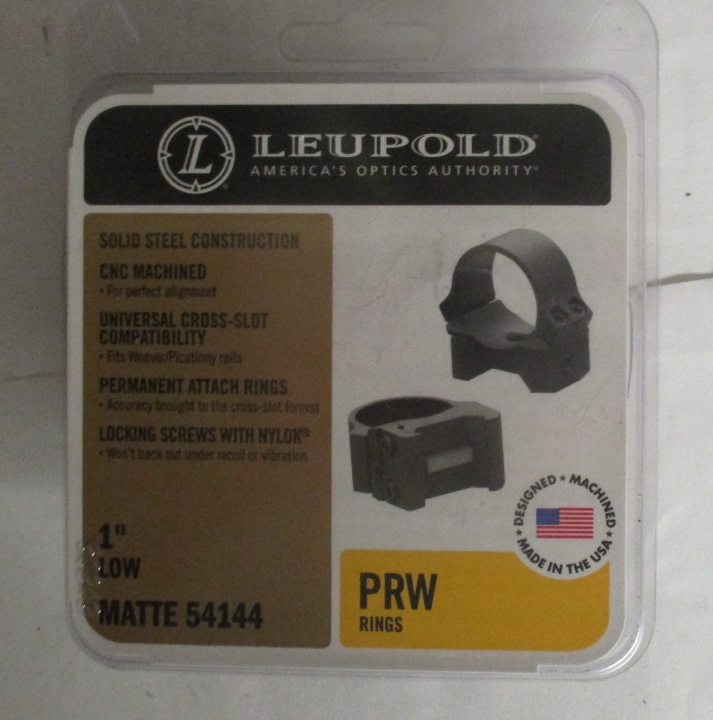 L
LEUPOLD
AMERICA'S OPTICS AUTHORITY
SOLID STEEL CONSTRUCTION
CNC MACHINED
• For perfect alignment
UNIVERSAL CROSS-SLOT
COMPATIBILITY
• Fits Weaver/Picatinny rails
PERMANENT ATTACH RINGS
• Accuracy brought to the cross-slot format
LOCKING SCREWS WITH NYLOK®
• Won't back out under recoil or vibration
1"
LOW
MATTE 54144
DESIGNED ★ MACHINED ★
MADE IN THE USA ★
PRW
RINGS